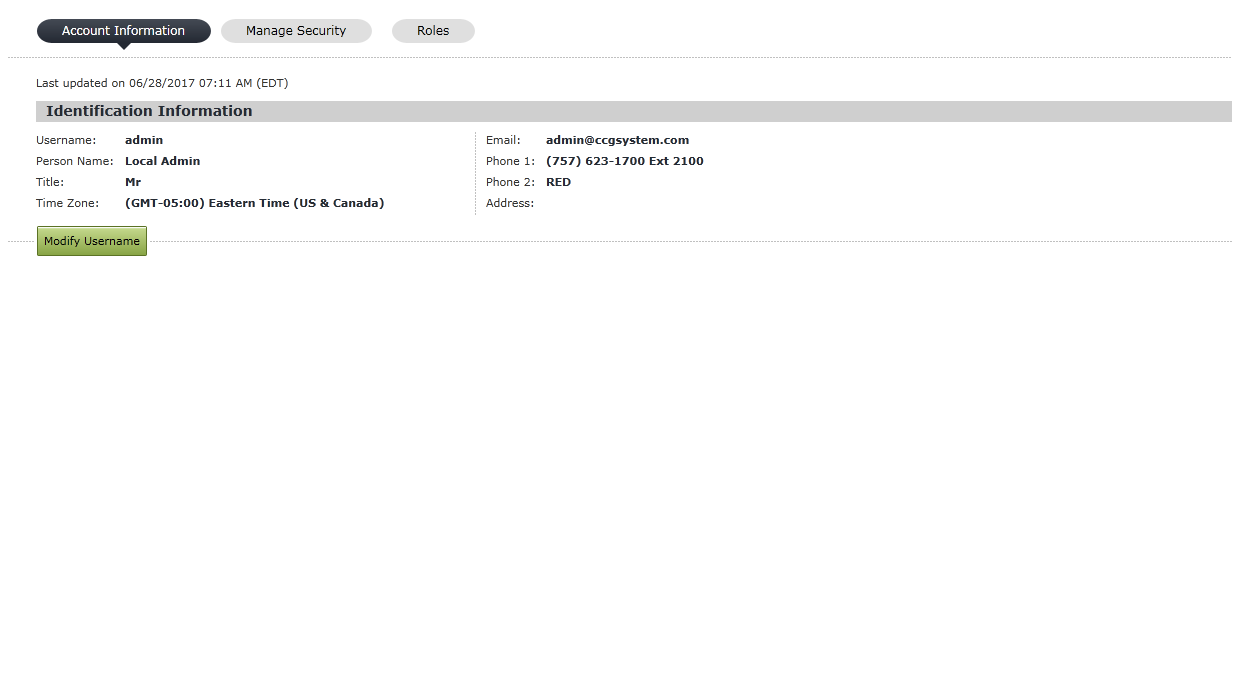 Account Information Manage Security Roles
Last updated on 06/28/2017 07:11 AM (EDT)
Identification Information
Username: admin
Person Name: Local Admin
Title: Mr
Time Zone: (GMT-05:00) Eastern Time (US & Canada)
Email: admin@ccgsystem.com
Phone 1: (757) 623-1700 Ext 2100
Phone 2: RED
Address:
Modify Username